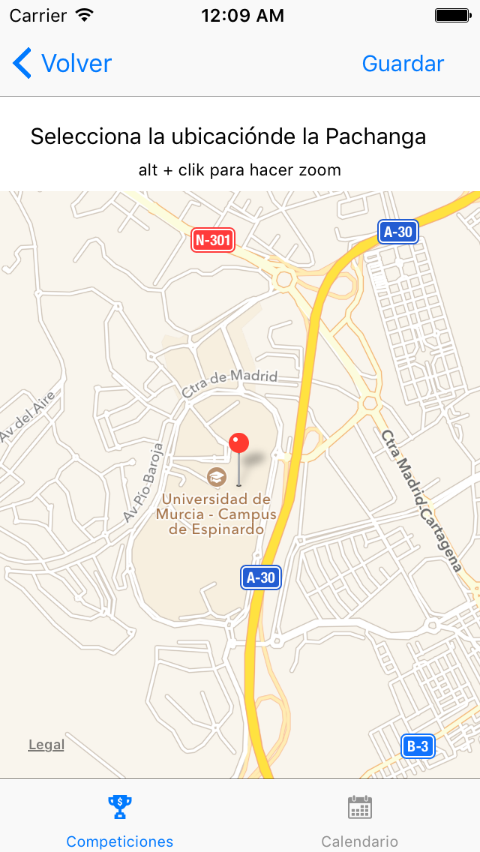 Carrier 12:09 AM
Volver Guardar
Selecciona la ubicaciónde la Pachanga
alt + clik para hacer zoom
A-30
N-301
Ctra de Madrid
Av del Aire
Av Pío Baroja
Ctra Madrid Cartagena
Universidad de
Murcia - Campus
de Espinardo
A-30
B-3
Legal
Competiciones Calendario